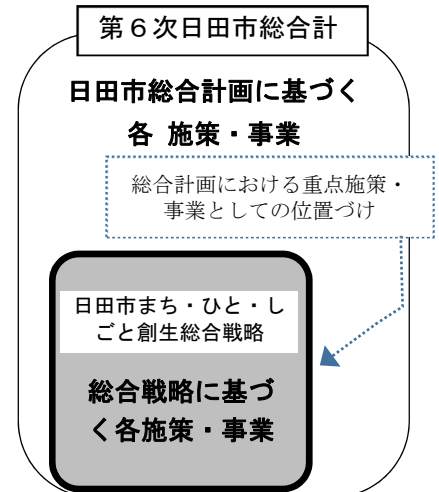 第６次日田市総合計
日田市総合計画に基づく
各 施策・事業
総合計画における重点施策・
事業としての位置づけ
日田市まち・ひと・し
ごと創生総合戦略
総合戦略に基づ
く各施策・事業